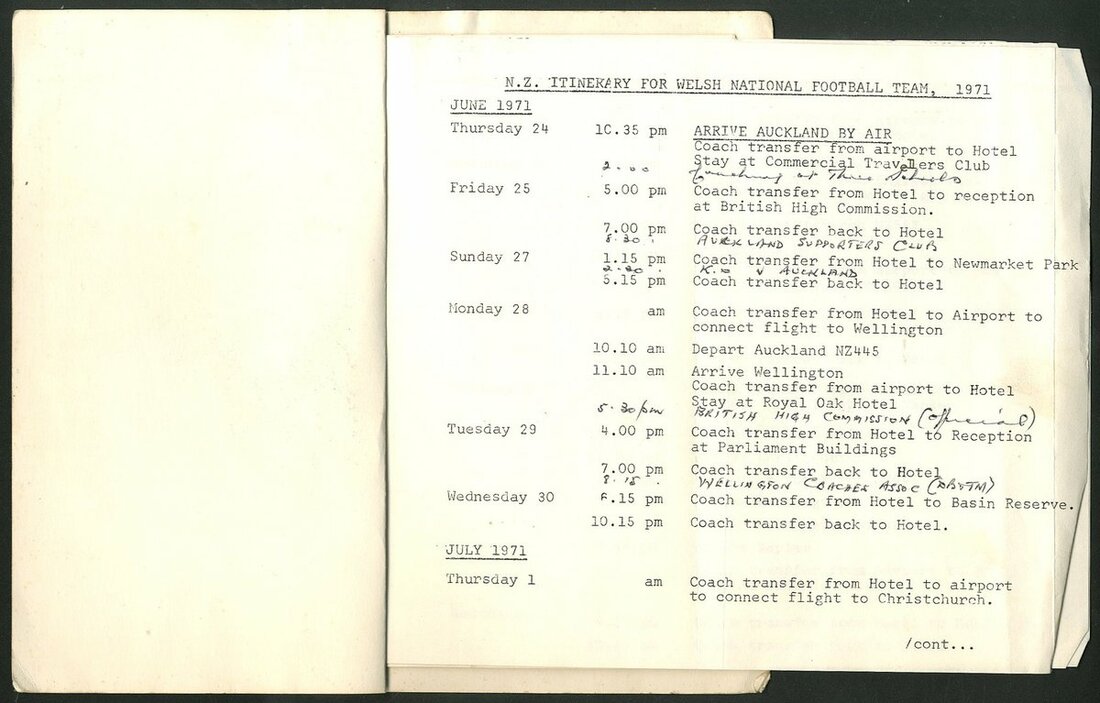 N.Z. ITINERARY FOR WELSH NATIONAL FOOTBALL TEAM, 1971
JUNE 1971
Thursday 24 10.35 pm ARRIVE AUCKLAND BY AIR
Coach transfer from airport to Hotel
Stay at Commercial Travellers Club
2.00 Coaching at Three Schools
Friday 25 5.00 pm Coach transfer from Hotel to reception
at British High Commission.
7.00 pm Coach transfer back to Hotel
8.30 AUCKLAND SUPPORTERS CLUB
Sunday 27 1.15 pm Coach transfer from Hotel to Newmarket Park
2.30 K.O V AUCKLAND
5.15 pm Coach transfer back to Hotel
Monday 28 am Coach transfer from Hotel to Airport to
connect flight to Wellington
10.10 am Depart Auckland NZ445
11.10 am Arrive Wellington
Coach transfer from airport to Hotel
Stay at Royal Oak Hotel
5.30pm BRITISH HIGH COMMISSION (official)
Tuesday 29 4.00 pm Coach transfer from Hotel to Reception
at Parliament Buildings
7.00 pm Coach transfer back to Hotel
8.15 WELLINGTON COACHES ASSOC
Wednesday 30 6.15 pm Coach transfer from Hotel to Basin Reserve.
10.15 pm Coach transfer back to Hotel.
JULY 1971
Thursday 1 am Coach transfer from Hotel to airport
to connect flight to Christchurch.
/cont...